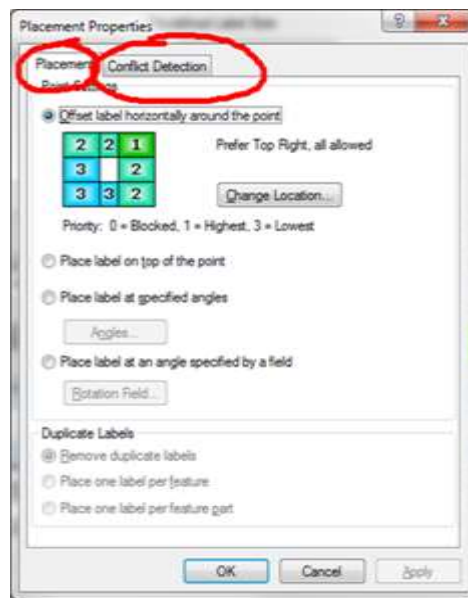 Placement Properties
Placement Conflict Detection
Point Settings
Offset label horizontally around the point
2 2 1
3 2
3 3 2
Prefer Top Right, all allowed
Change Location...
Priority: 0 = Blocked, 1 = Highest, 3 = Lowest
Place label on top of the point
Place label at specified angles
Angles...
Place label at an angle specified by a field
Rotation Field...
Duplicate Labels
Remove duplicate labels
Place one label per feature
Place one label per feature part
OK Cancel Apply